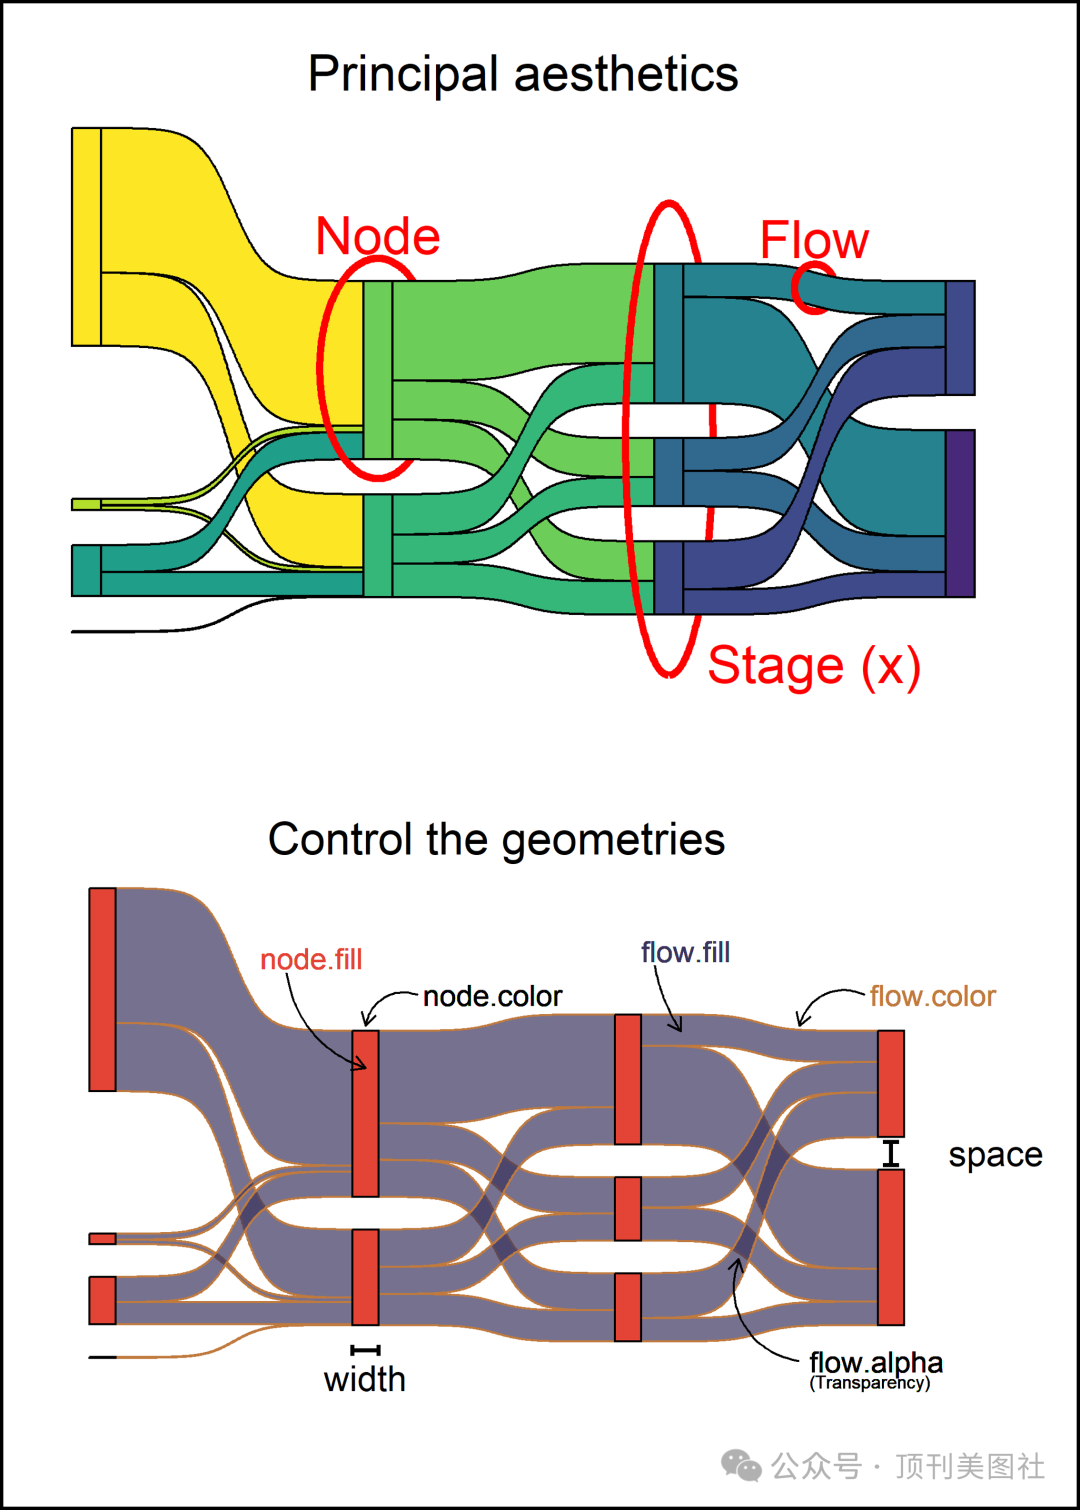 Principal aesthetics
Node
Flow
Stage (x)
Control the geometries
node.fill
flow.fill
node.color
flow.color
space
width
flow.alpha
(Transparency)
公众号 · 顶刊美图社